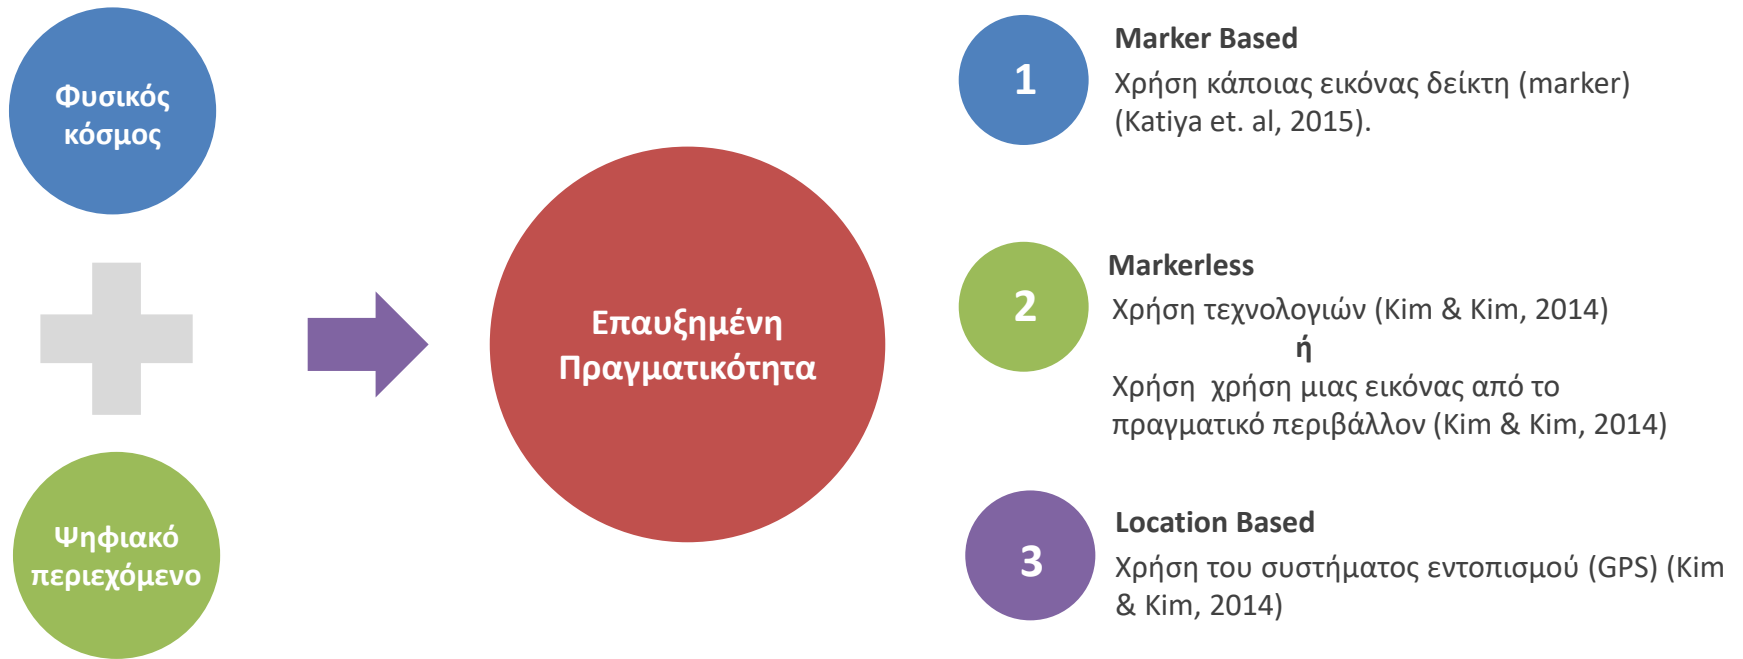 Φυσικός
κόσμος
Ψηφιακό
περιεχόμενο
Επαυξημένη
Πραγματικότητα
1
Marker Based
Χρήση κάποιας εικόνας δείκτη (marker)
(Katiya et. al, 2015).
2
Markerless
Χρήση τεχνολογιών (Kim & Kim, 2014)
ή
Χρήση  χρήση μιας εικόνας από το
πραγματικό περιβάλλον (Kim & Kim, 2014)
3
Location Based
Χρήση του συστήματος εντοπισμού (GPS) (Kim
& Kim, 2014)